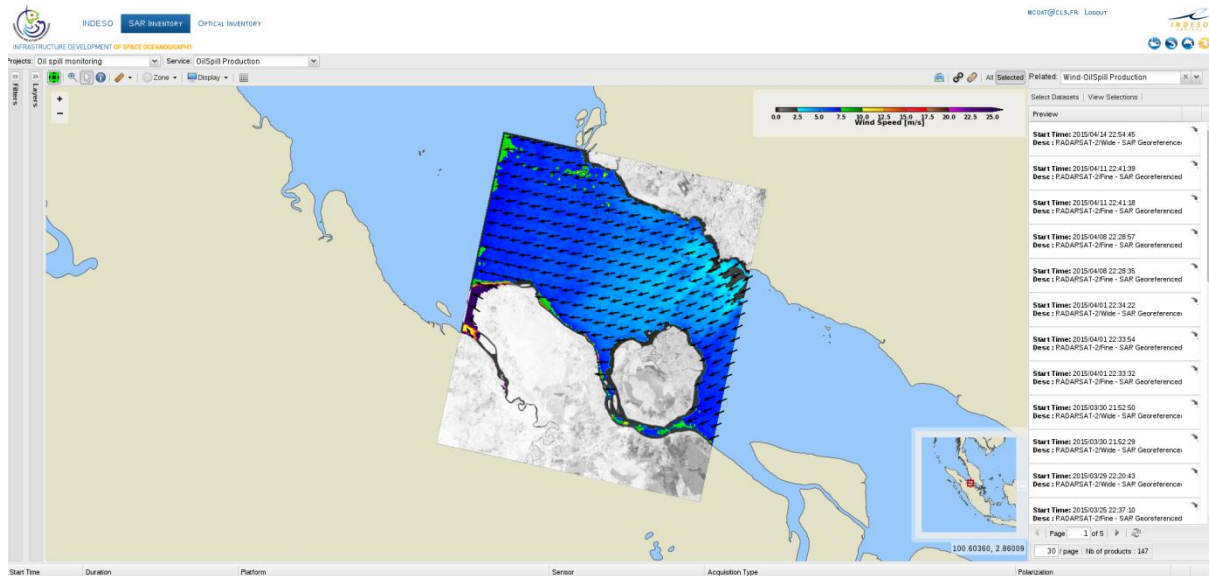 INDESO SAR INVENTORY OPTICAL INVENTORY
MCOAT@CLS.FR LOGOUT
INDESO
INFRASTRUCTURE DEVELOPMENT OF SPACE OCEANOGRAPHY
Projects: Oil spill monitoring Service: OilSpill Production
Filters
Layers
Zone Display
All Selected
Related: Wind-OilSpill Production
Select Datasets View Selections
Preview
+
−
0.0 2.5 5.0 7.5 10.0 12.5 15.0 17.5 20.0 22.5 25.0
Wind Speed [m/s]
Start Time: 2015/04/14 22:54:45
Desc : RADARSAT-2/Wide - SAR Georeference
Start Time: 2015/04/11 22:41:39
Desc : RADARSAT-2/Fine - SAR Georeferenced
Start Time: 2015/04/11 22:41:18
Desc : RADARSAT-2/Fine - SAR Georeferenced
Start Time: 2015/04/08 22:28:57
Desc : RADARSAT-2/Fine - SAR Georeferenced
Start Time: 2015/04/08 22:28:35
Desc : RADARSAT-2/Fine - SAR Georeferenced
Start Time: 2015/04/01 22:34:22
Desc : RADARSAT-2/Wide - SAR Georeference
Start Time: 2015/04/01 22:33:54
Desc : RADARSAT-2/Fine - SAR Georeferenced
Start Time: 2015/04/01 22:33:32
Desc : RADARSAT-2/Fine - SAR Georeferenced
Start Time: 2015/03/30 21:52:50
Desc : RADARSAT-2/Wide - SAR Georeference
Start Time: 2015/03/30 21:52:29
Desc : RADARSAT-2/Wide - SAR Georeference
Start Time: 2015/03/29 22:20:43
Desc : RADARSAT-2/Wide - SAR Georeference
Start Time: 2015/03/25 22:37:10
Desc : RADARSAT-2/Fine - SAR Georeferenced
Page 1 of 5
100.60360, 2.86009
30 / page Nb of products : 147
Start Time Duration Platform Sensor Acquisition Type Polarization